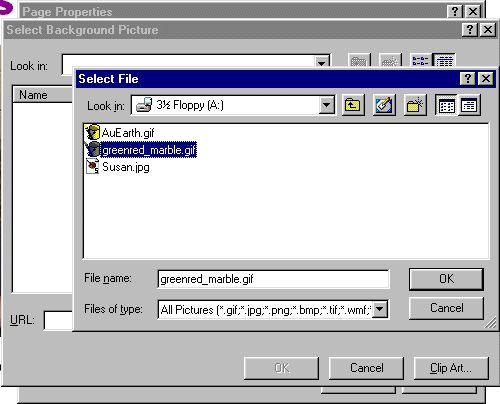 Page Properties
Select Background Picture
Look in:
Name
Select File
Look in: 3½ Floppy (A:)
AuEarth.gif
greenred_marble.gif
Susan.jpg
File name: greenred_marble.gif OK
Files of type: All Pictures (*.gif;*.jpg;*.png;*.bmp;*.tif;*.wmf;* Cancel
URL:
OK Cancel Clip Art...